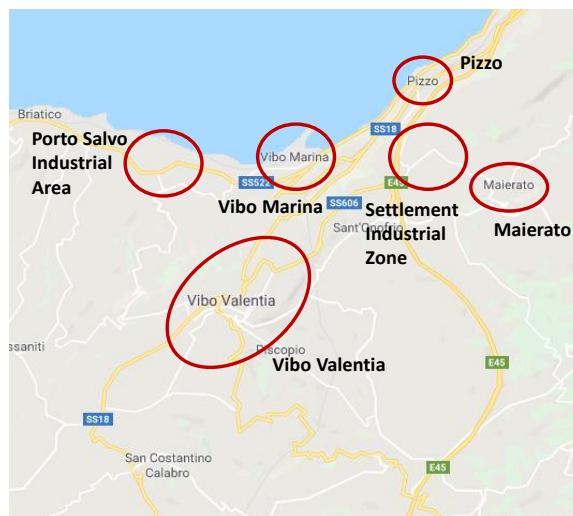 Pizzo
Pizzo
Briatico
SS18
Porto Salvo
Industrial
Area
Vibo Marina
SS522
E45
Maierato
Vibo Marina
SS606
Settlement
Industrial
Zone
Sant'Onofrio
Maierato
Vibo Valentia
Piscopio
ssaniti
Vibo Valentia
E45
SS18
San Costantino
Calabro
E45